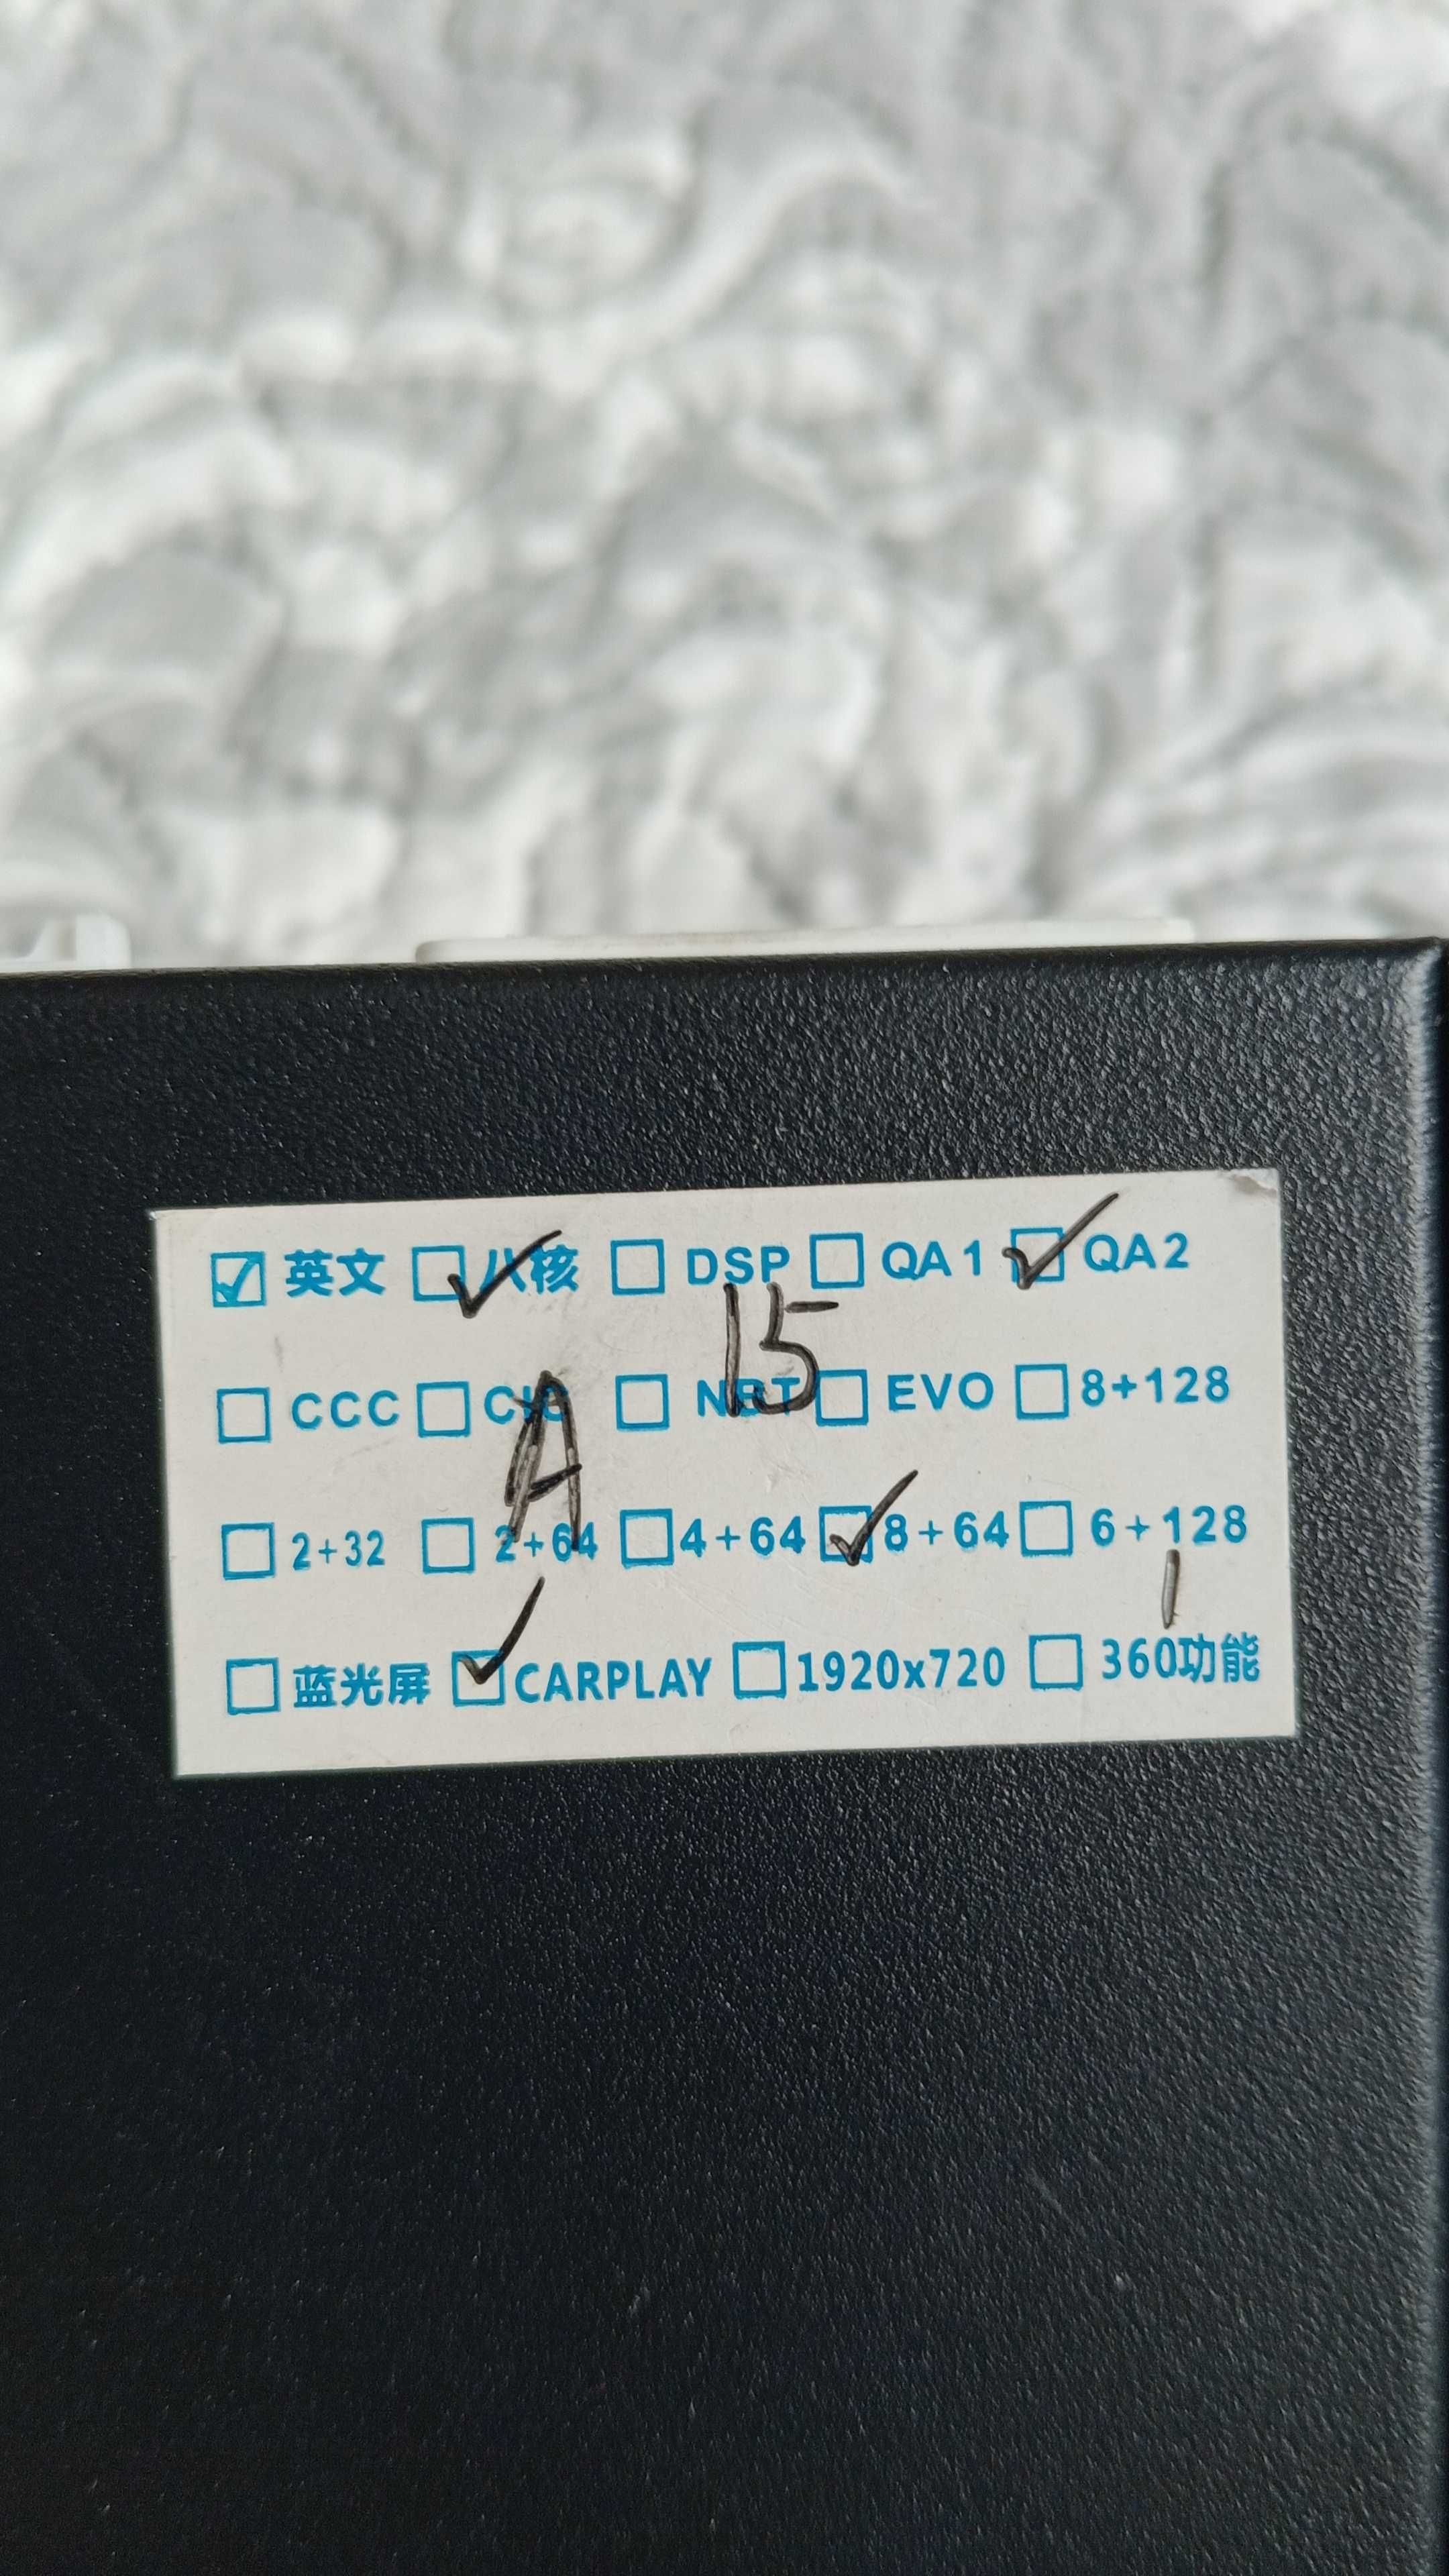 ☑ 英文 ☑ 八核 ☐ DSP ☐ QA1 ☑ QA2
15
☐ CCC ☐ CIC ☐ NBT ☐ EVO ☐ 8+128
A
☐ 2+32 ☐ 2+64 ☐ 4+64 ☑ 8+64 ☐ 6+128
☐ 蓝光屏 ☑ CARPLAY ☐ 1920x720 ☐ 360功能